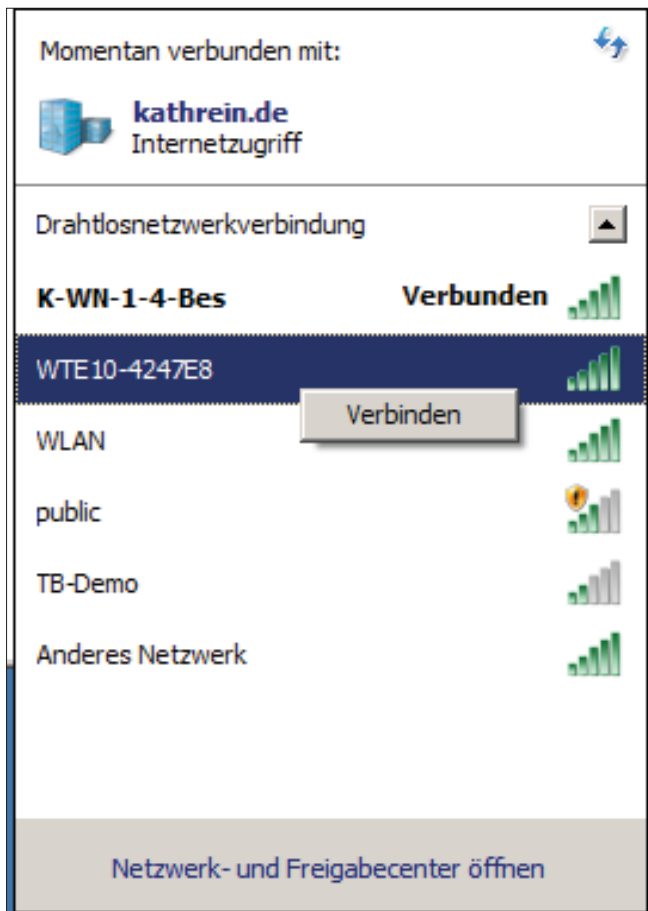 Momentan verbunden mit:
kathrein.de
Internetzugriff
Drahtlosnetzwerkverbindung
K-WN-1-4-Bes Verbunden
WTE10-4247E8
Verbinden
WLAN
public
TB-Demo
Anderes Netzwerk
Netzwerk- und Freigabecenter öffnen